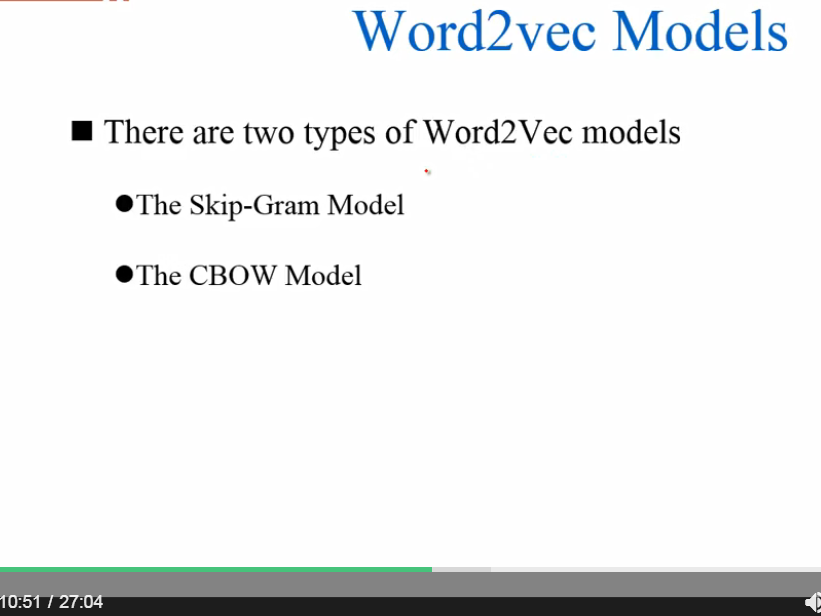 Word2vec Models
■ There are two types of Word2Vec models
●The Skip-Gram Model
●The CBOW Model
10:51 / 27:04